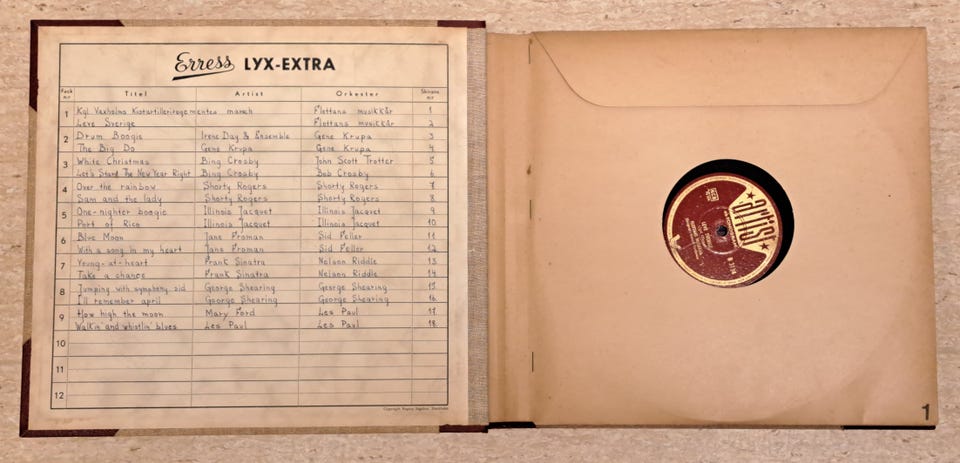 Erress LYX-EXTRA
Fack nr Titel Artist Orkester Skivans nr
1 Kgl Vaxholms Kustartilleriregementes marsch Flottans musikkår 1
Leve Sverige Flottans musikkår 2
2 Drum Boogie Irene Day & Ensemble Gene Krupa 3
The Big Do Gene Krupa Gene Krupa 4
3 White Christmas Bing Crosby John Scott Trotter 5
Let's Start The New Year Right Bing Crosby Bob Crosby 6
4 Over the rainbow Shorty Rogers Shorty Rogers 7
Sam and the lady Shorty Rogers Shorty Rogers 8
5 One-nighter boogie Illinois Jacquet Illinois Jacquet 9
Port of Rico Illinois Jacquet Illinois Jacquet 10
6 Blue Moon Jane Froman Sid Feller 11
With a song in my heart Jane Froman Sid Feller 12
7 Young-at-heart Frank Sinatra Nelson Riddle 13
Take a chance Frank Sinatra Nelson Riddle 14
8 Jumping with symphony sid George Shearing George Shearing 15
I'll remember april George Shearing George Shearing 16
9 How high the moon Mary Ford Les Paul 17
Walkin' and whistlin' blues Les Paul Les Paul 18
10
11
12
artist
1